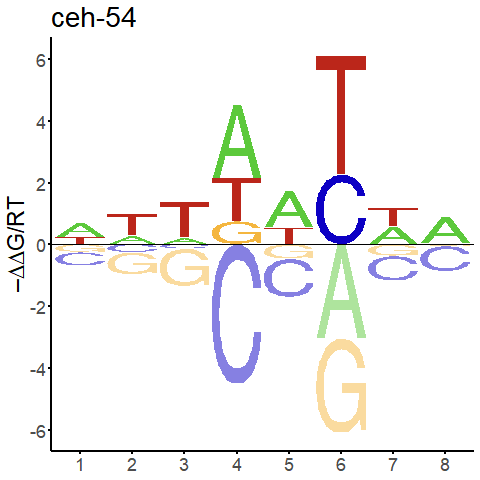 ceh-54
−ΔΔG/RT
6
4
2
0
-2
-4
-6
A T G C
T A C G
T A G
A T G C
A T G C
T C A G
T A G C
A C
1 2 3 4 5 6 7 8